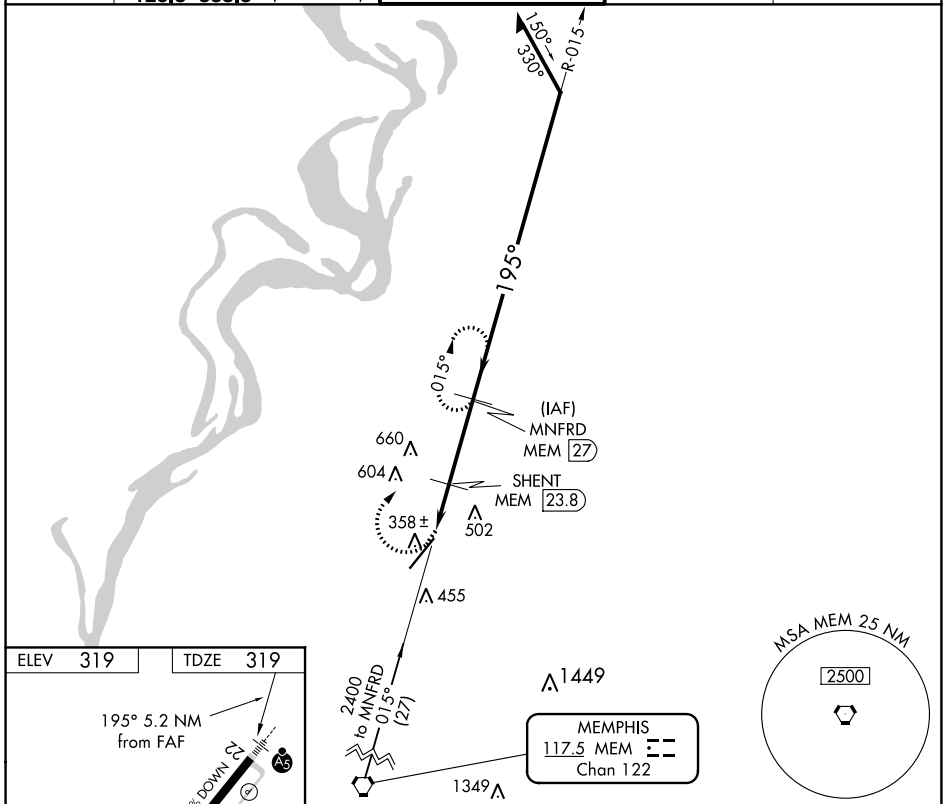 150°
330°
R-015
195°
015°
(IAF)
MNFRD
MEM 27
660
604
SHENT
MEM 23.8
358 ±
502
455
ELEV 319
TDZE 319
195° 5.2 NM
from FAF
22
A5
% DOWN
2400
to MNFRD
015°
(27)
1449
MEMPHIS
117.5 MEM
Chan 122
1349
MSA MEM 25 NM
2500